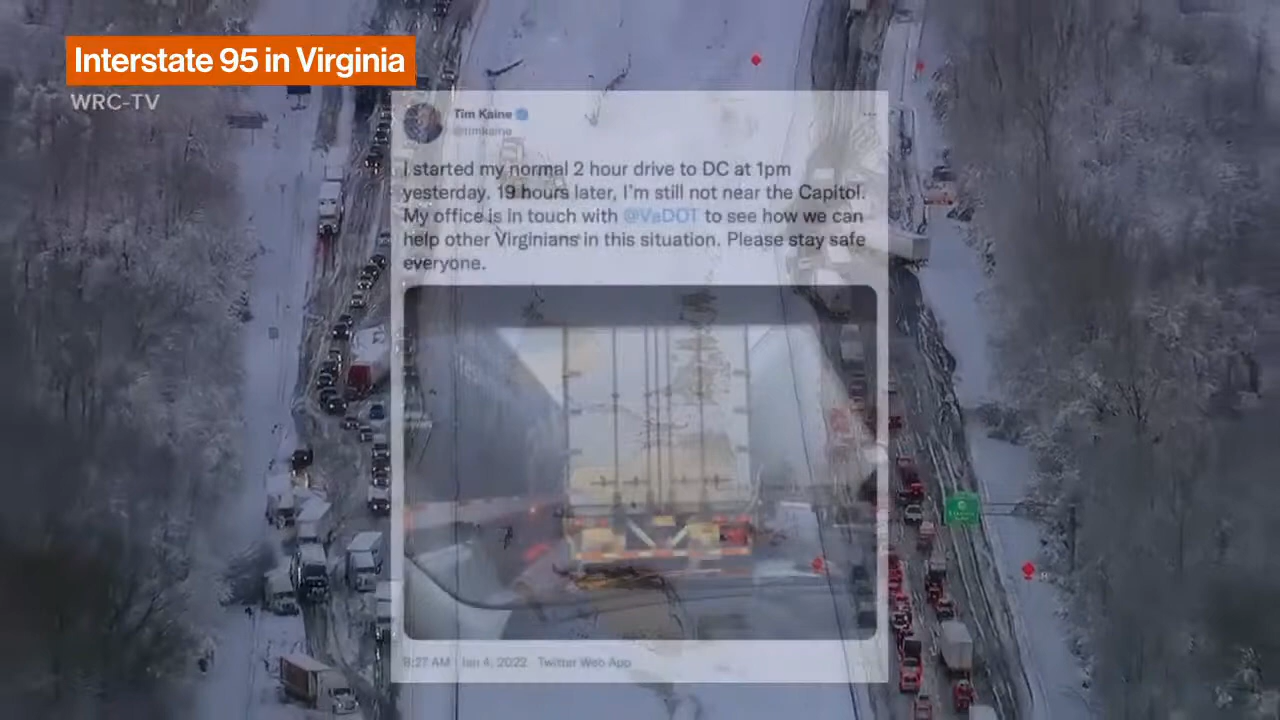 Interstate 95 in Virginia
WRC-TV
Tim Kaine
@timkaine
I started my normal 2 hour drive to DC at 1pm
yesterday. 19 hours later, I'm still not near the Capitol.
My office is in touch with @VaDOT to see how we can
help other Virginians in this situation. Please stay safe
everyone.
8:27 AM · Jan 4, 2022 · Twitter Web App